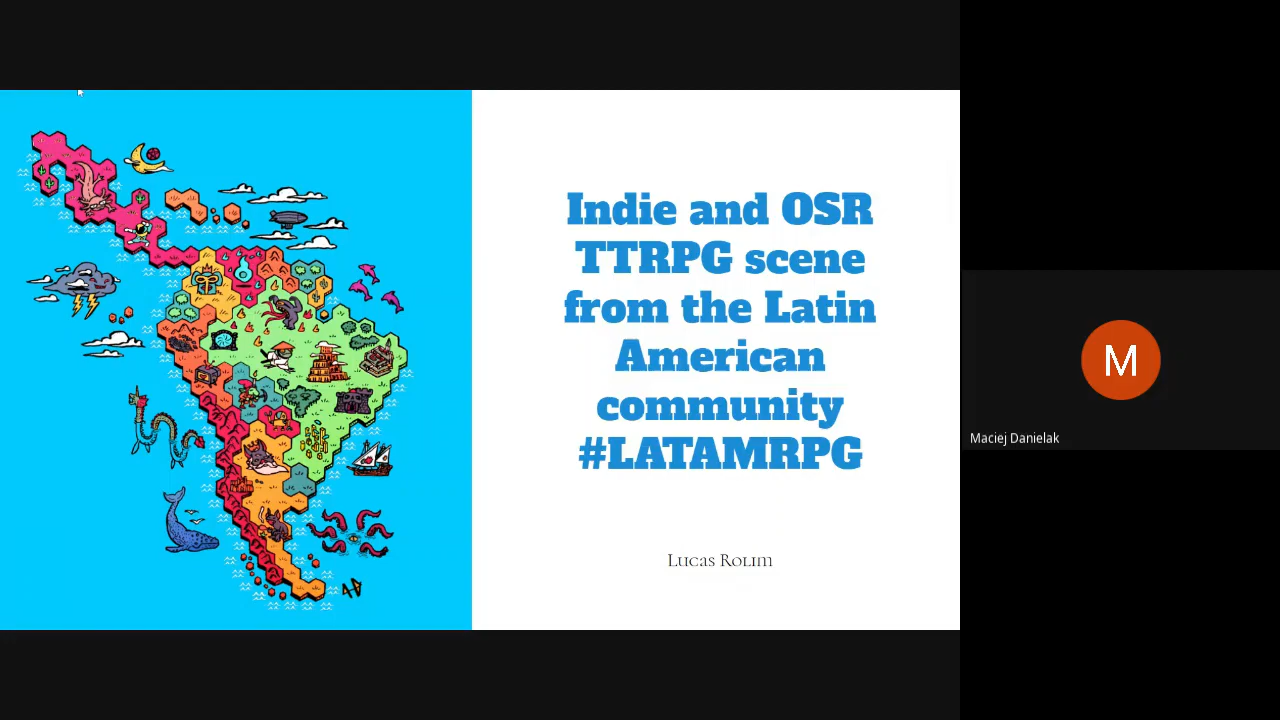 Indie and OSR
TTRPG scene
from the Latin
American
community
#LATAMRPG
Lucas Rolim
M
Maciej Danielak